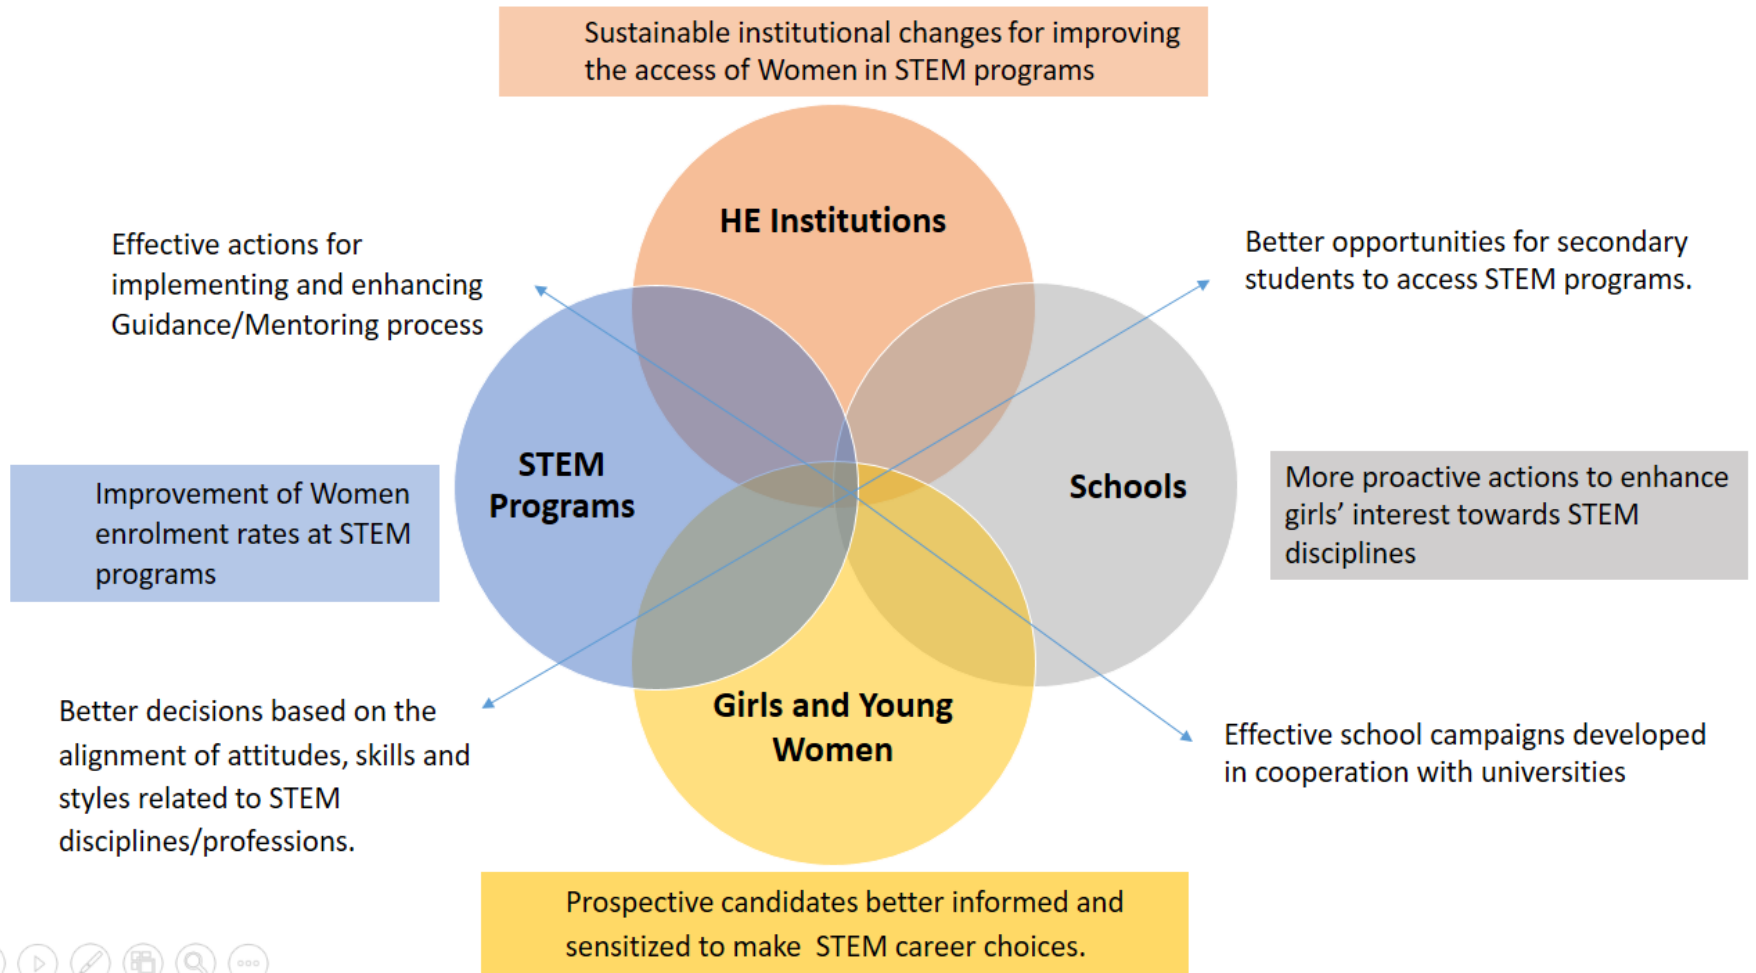 Sustainable institutional changes for improving
the access of Women in STEM programs
HE Institutions
Effective actions for
implementing and enhancing
Guidance/Mentoring process
Better opportunities for secondary
students to access STEM programs.
STEM
Programs
Schools
Improvement of Women
enrolment rates at STEM
programs
More proactive actions to enhance
girls’ interest towards STEM
disciplines
Girls and Young
Women
Better decisions based on the
alignment of attitudes, skills and
styles related to STEM
disciplines/professions.
Effective school campaigns developed
in cooperation with universities
Prospective candidates better informed and
sensitized to make  STEM career choices.